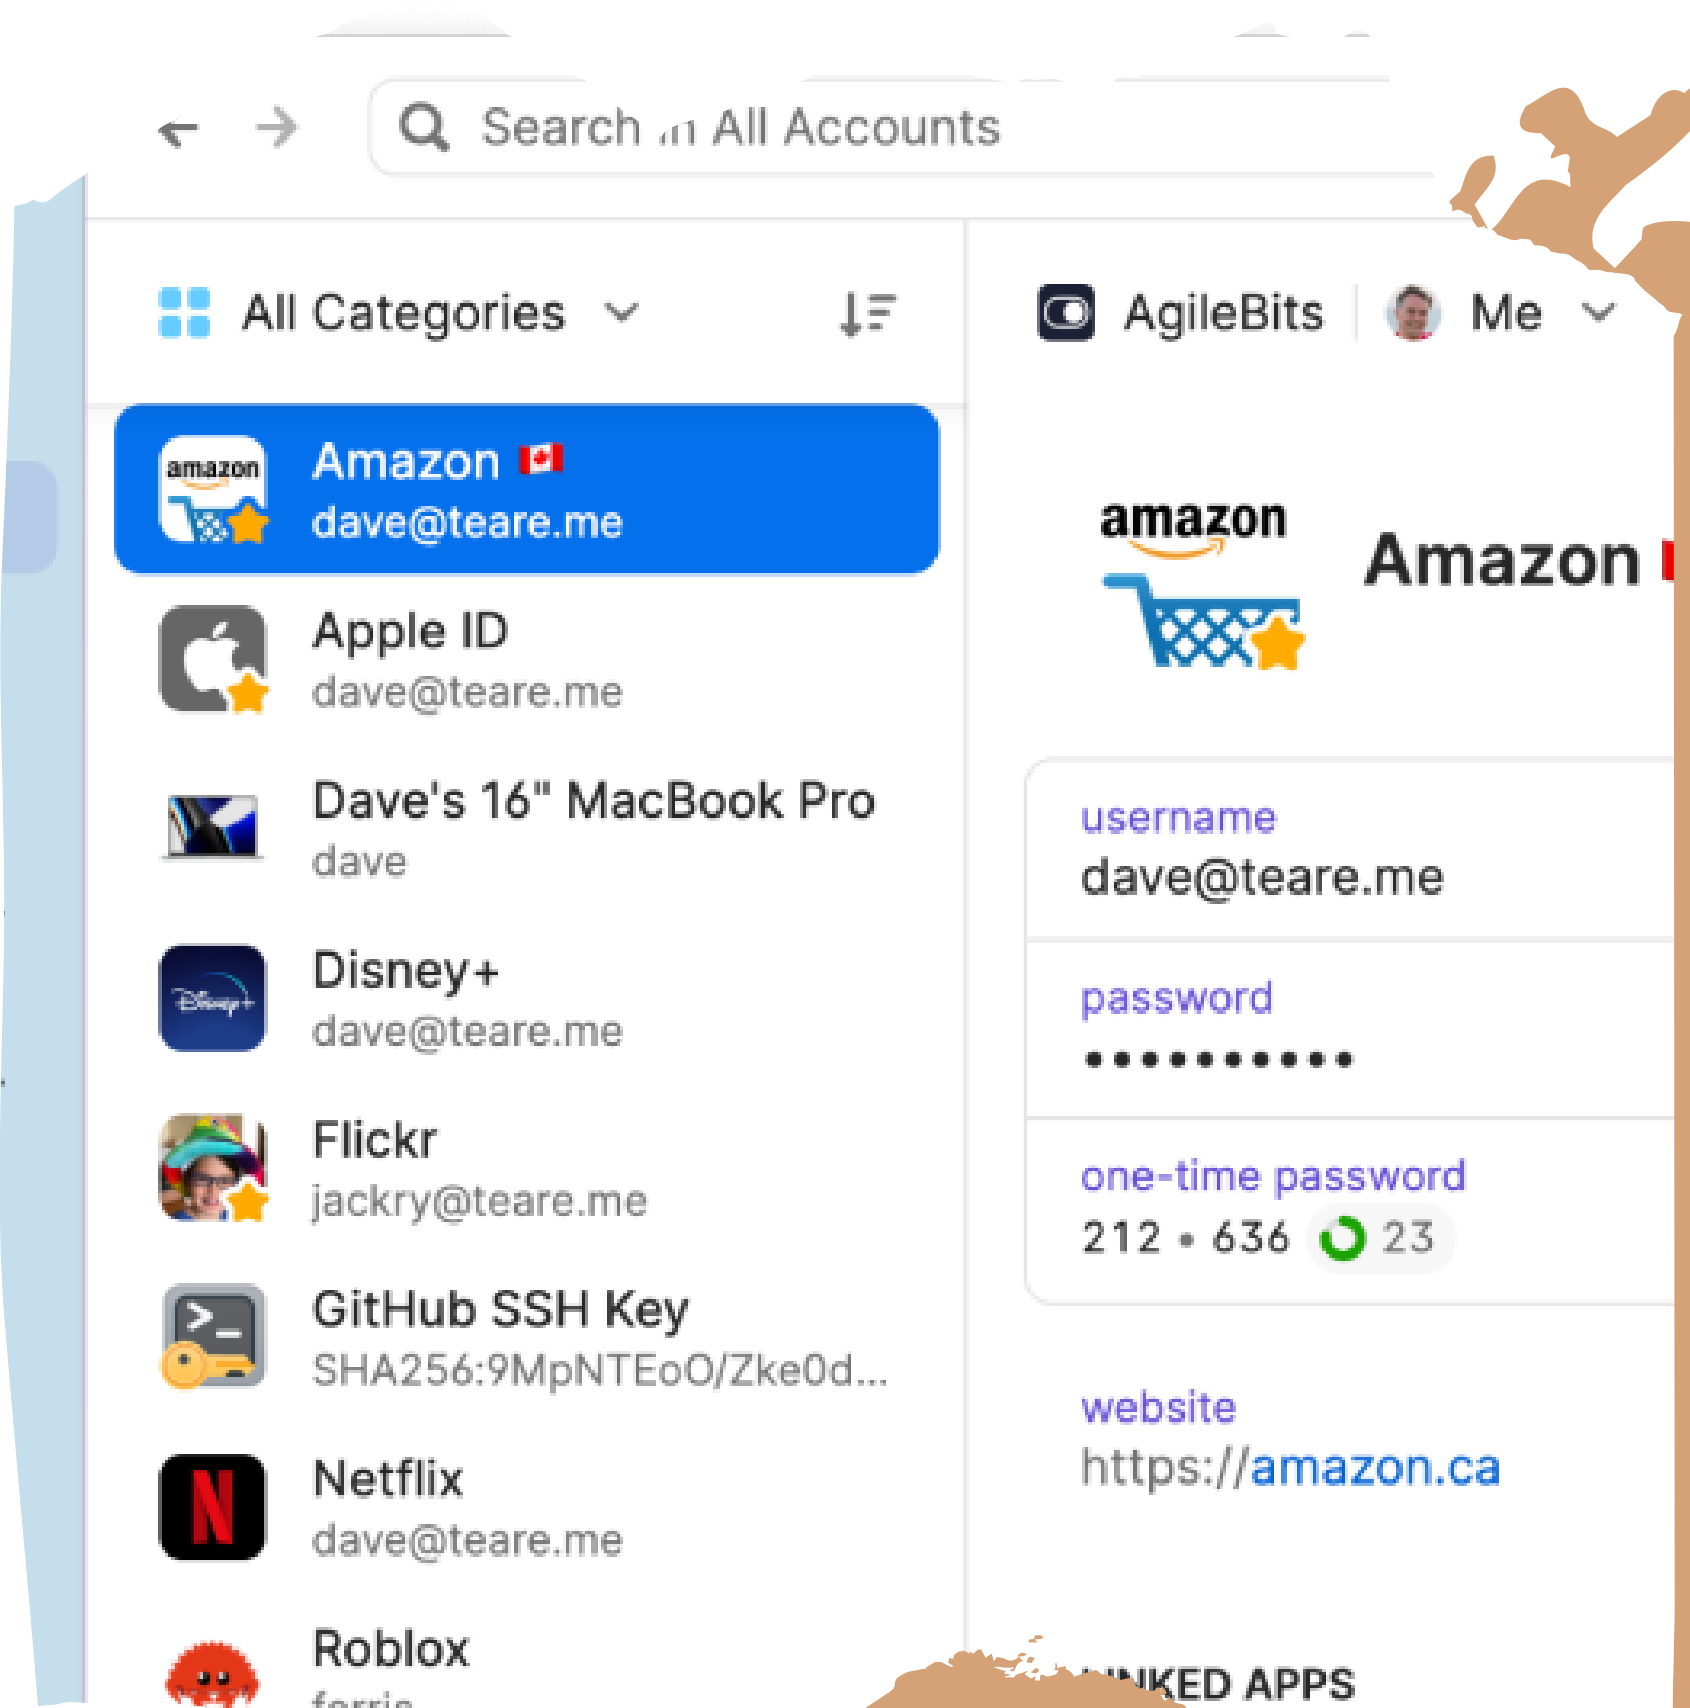 Search in All Accounts
All Categories
Amazon
dave@teare.me
Apple ID
dave@teare.me
Dave's 16" MacBook Pro
dave
Disney+
dave@teare.me
Flickr
jackry@teare.me
GitHub SSH Key
SHA256:9MpNTEoO/Zke0d...
Netflix
dave@teare.me
Roblox
ferris
AgileBits
Me
amazon
Amazon
username
dave@teare.me
password
••••••••••
one-time password
212 • 636 23
website
https://amazon.ca
LINKED APPS